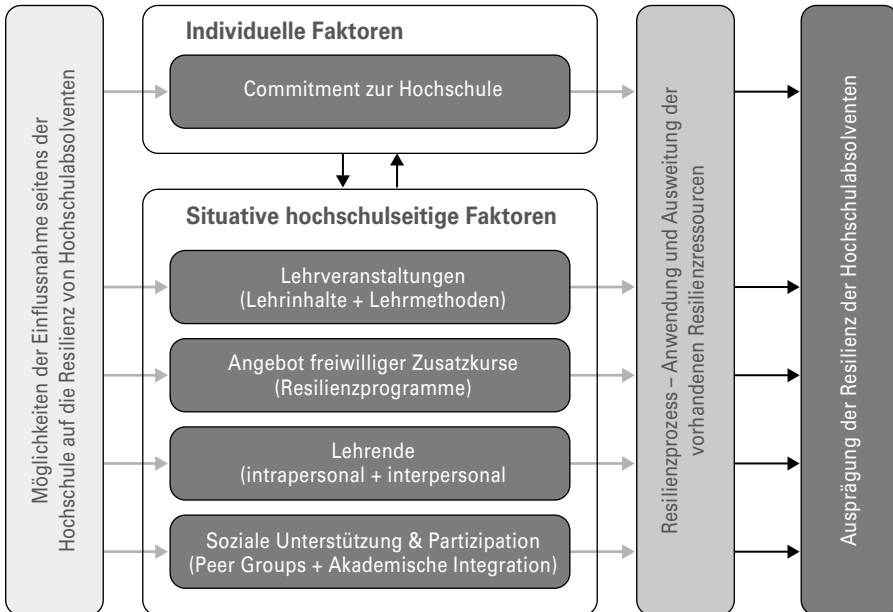 Möglichkeiten der Einflussnahme seitens der
Hochschule auf die Resilienz von Hochschulabsolventen
Individuelle Faktoren
Commitment zur Hochschule
Situative hochschulseitige Faktoren
Lehrveranstaltungen
(Lehrinhalte + Lehrmethoden)
Angebot freiwilliger Zusatzkurse
(Resilienzprogramme)
Lehrende
(intrapersonal + interpersonal
Soziale Unterstützung & Partizipation
(Peer Groups + Akademische Integration)
Resilienzprozess – Anwendung und Ausweitung der
vorhandenen Resilienzressourcen
Ausprägung der Resilienz der Hochschulabsolventen